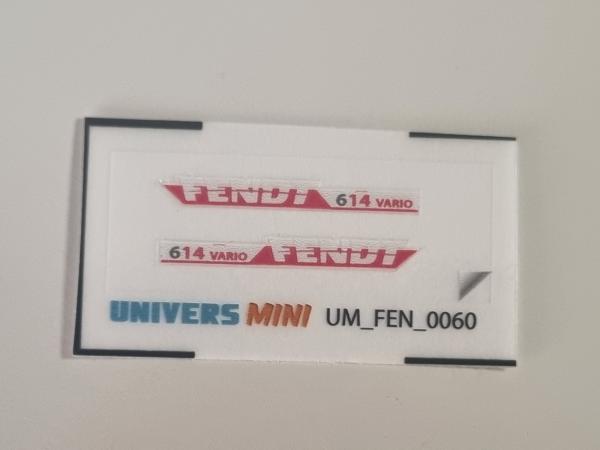 FENDT 614 VARIO
614 VARIO FENDT
UNIVERS MINI UM_FEN_0060